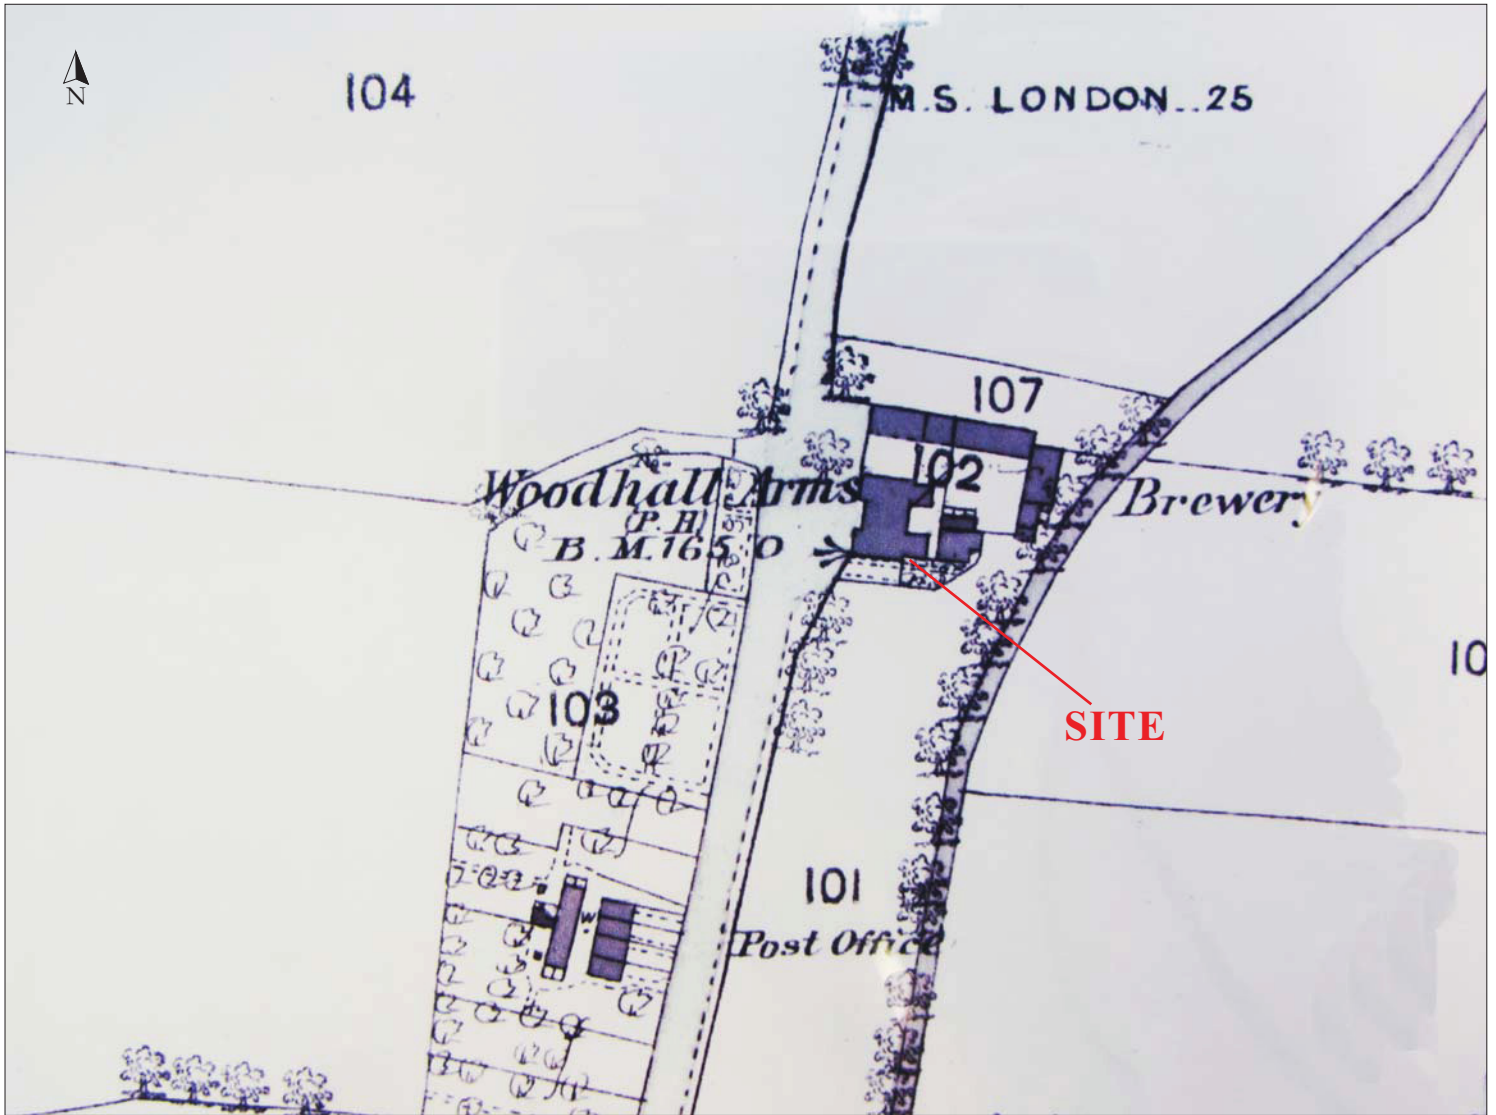 N
104
M.S. LONDON..25
107
102
Woodhall Arms
(P. H)
B. M. 165 0
Brewery
10
SITE
103
W
101
Post Office